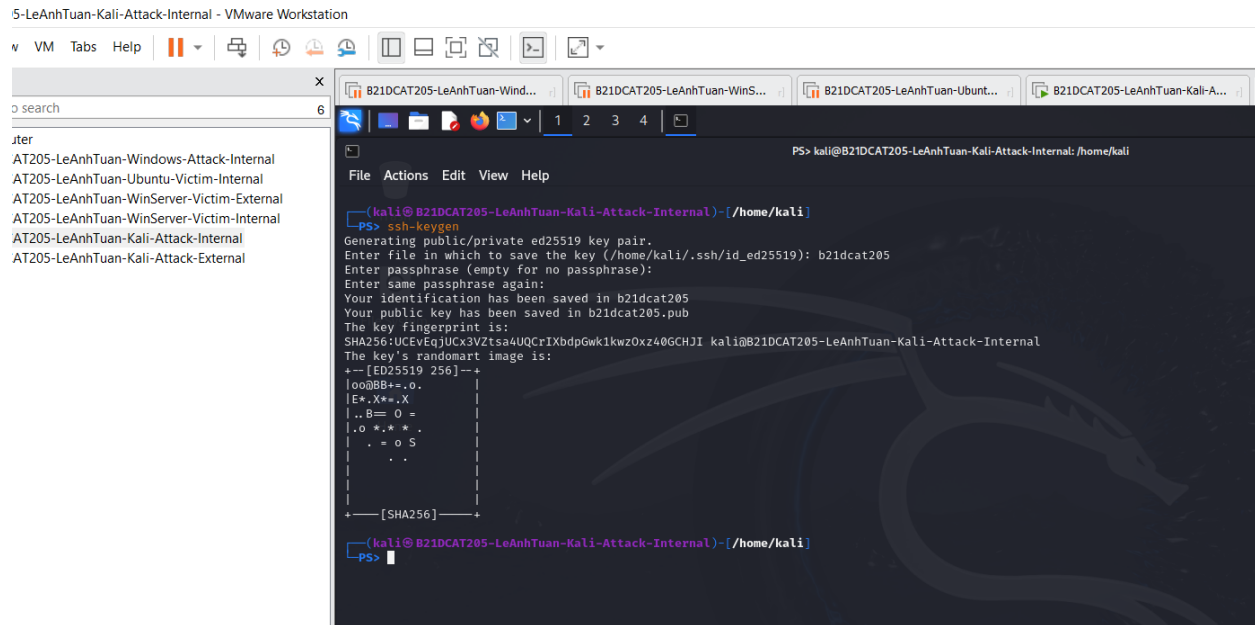 05-LeAnhTuan-Kali-Attack-Internal - VMware Workstation
w VM Tabs Help
x
o search 6
uter
CAT205-LeAnhTuan-Windows-Attack-Internal
CAT205-LeAnhTuan-Ubuntu-Victim-Internal
CAT205-LeAnhTuan-WinServer-Victim-External
CAT205-LeAnhTuan-WinServer-Victim-Internal
CAT205-LeAnhTuan-Kali-Attack-Internal
CAT205-LeAnhTuan-Kali-Attack-External
B21DCAT205-LeAnhTuan-Wind...
B21DCAT205-LeAnhTuan-WinS...
B21DCAT205-LeAnhTuan-Ubunt...
B21DCAT205-LeAnhTuan-Kali-A...
1 2 3 4
PS> kali@B21DCAT205-LeAnhTuan-Kali-Attack-Internal: /home/kali
File Actions Edit View Help
┌──(kali㉿B21DCAT205-LeAnhTuan-Kali-Attack-Internal)-[/home/kali]
└─PS> ssh-keygen
Generating public/private ed25519 key pair.
Enter file in which to save the key (/home/kali/.ssh/id_ed25519): b21dcat205
Enter passphrase (empty for no passphrase):
Enter same passphrase again:
Your identification has been saved in b21dcat205
Your public key has been saved in b21dcat205.pub
The key fingerprint is:
SHA256:UCEvEqjUCx3VZtsa4UQCrIXbdpGwk1kwzOxz40GCHJI kali@B21DCAT205-LeAnhTuan-Kali-Attack-Internal
The key's randomart image is:
+--[ED25519 256]--+
|oo@BB+=.o.       |
|E*.X*=.X         |
|..B== O =        |
|.o *.* * .       |
|  . = o S        |
|     . .         |
|                 |
|                 |
|                 |
+----[SHA256]-----+
┌──(kali㉿B21DCAT205-LeAnhTuan-Kali-Attack-Internal)-[/home/kali]
└─PS>